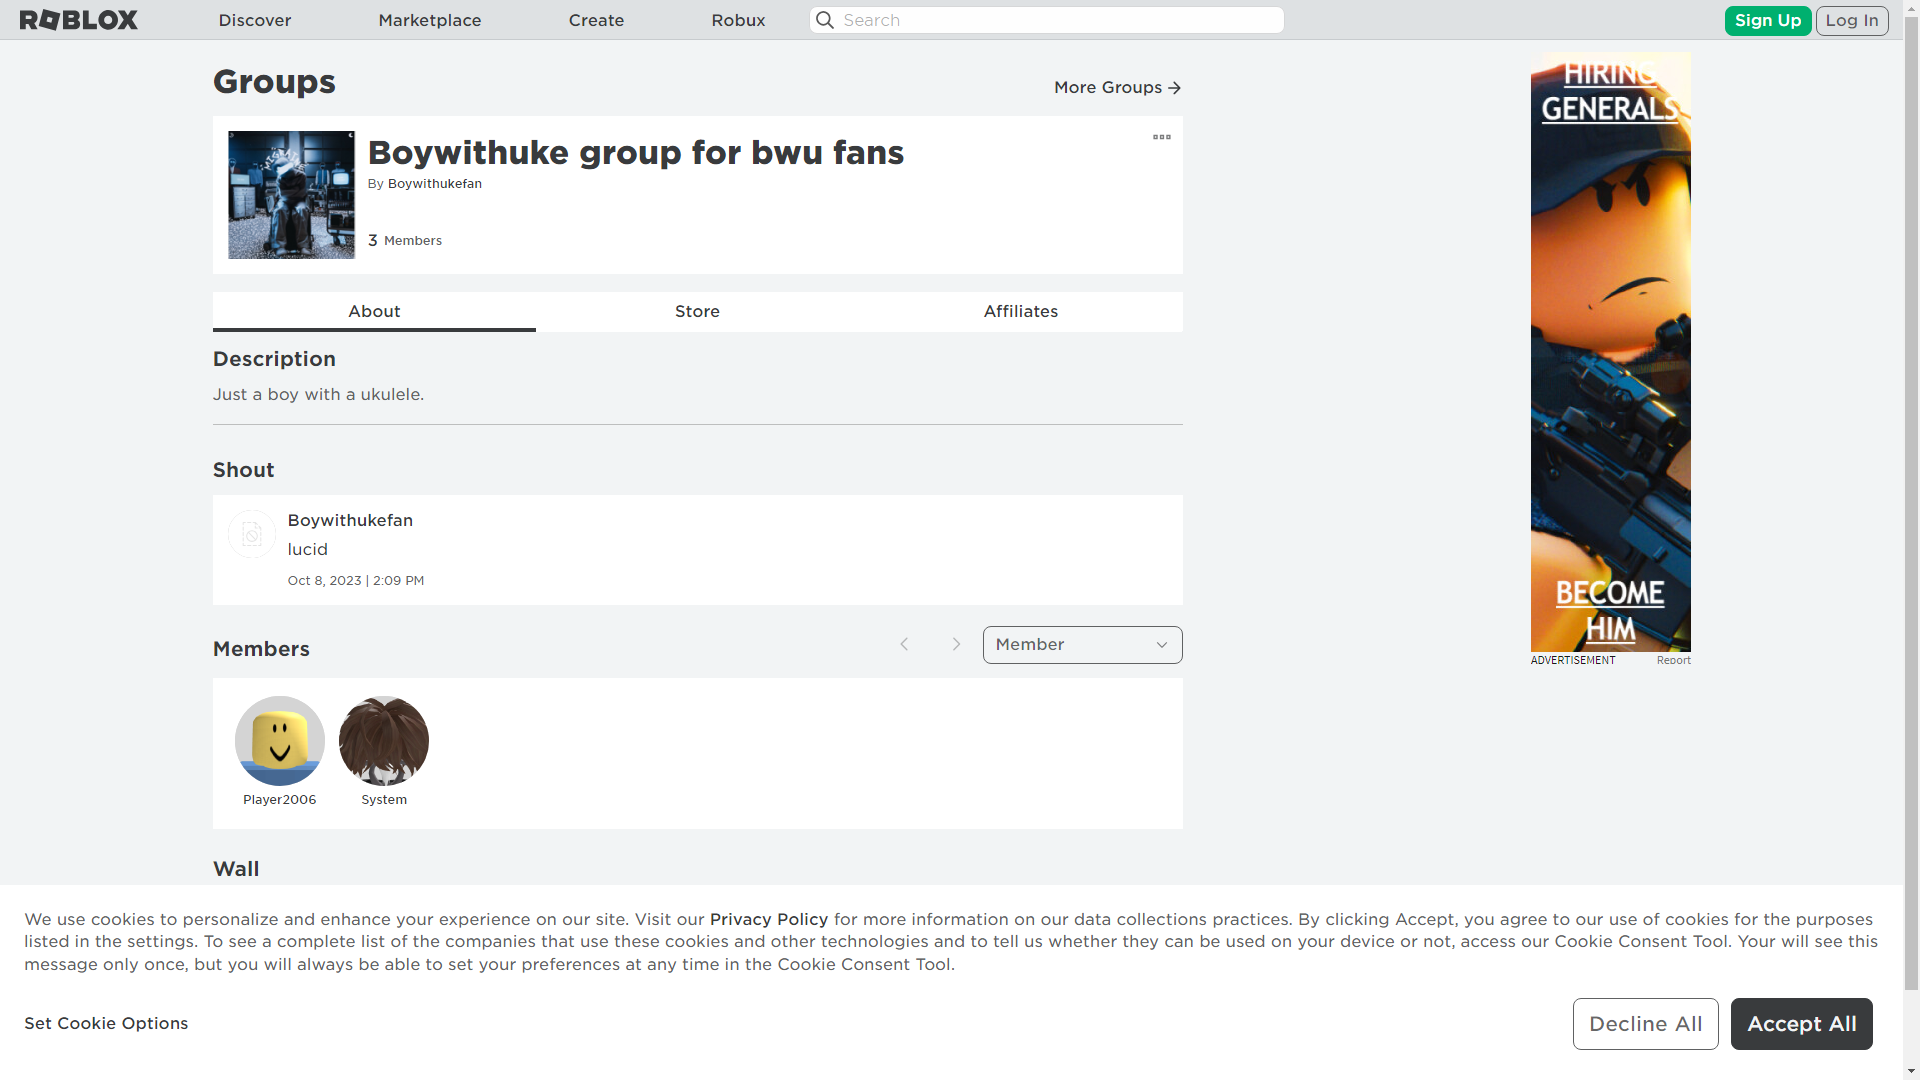 ROBLOX
Discover
Marketplace
Create
Robux
Search
Sign Up
Log In
Groups
More Groups
Boywithuke group for bwu fans
By Boywithukefan
3 Members
About
Store
Affiliates
Description
Just a boy with a ukulele.
Shout
Boywithukefan
lucid
Oct 8, 2023 | 2:09 PM
Members
Member
Player2006
System
Wall
HIRING
GENERALS
BECOME
HIM
ADVERTISEMENT
Report
We use cookies to personalize and enhance your experience on our site. Visit our Privacy Policy for more information on our data collections practices. By clicking Accept, you agree to our use of cookies for the purposes
listed in the settings. To see a complete list of the companies that use these cookies and other technologies and to tell us whether they can be used on your device or not, access our Cookie Consent Tool. Your will see this
message only once, but you will always be able to set your preferences at any time in the Cookie Consent Tool.
Set Cookie Options
Decline All
Accept All